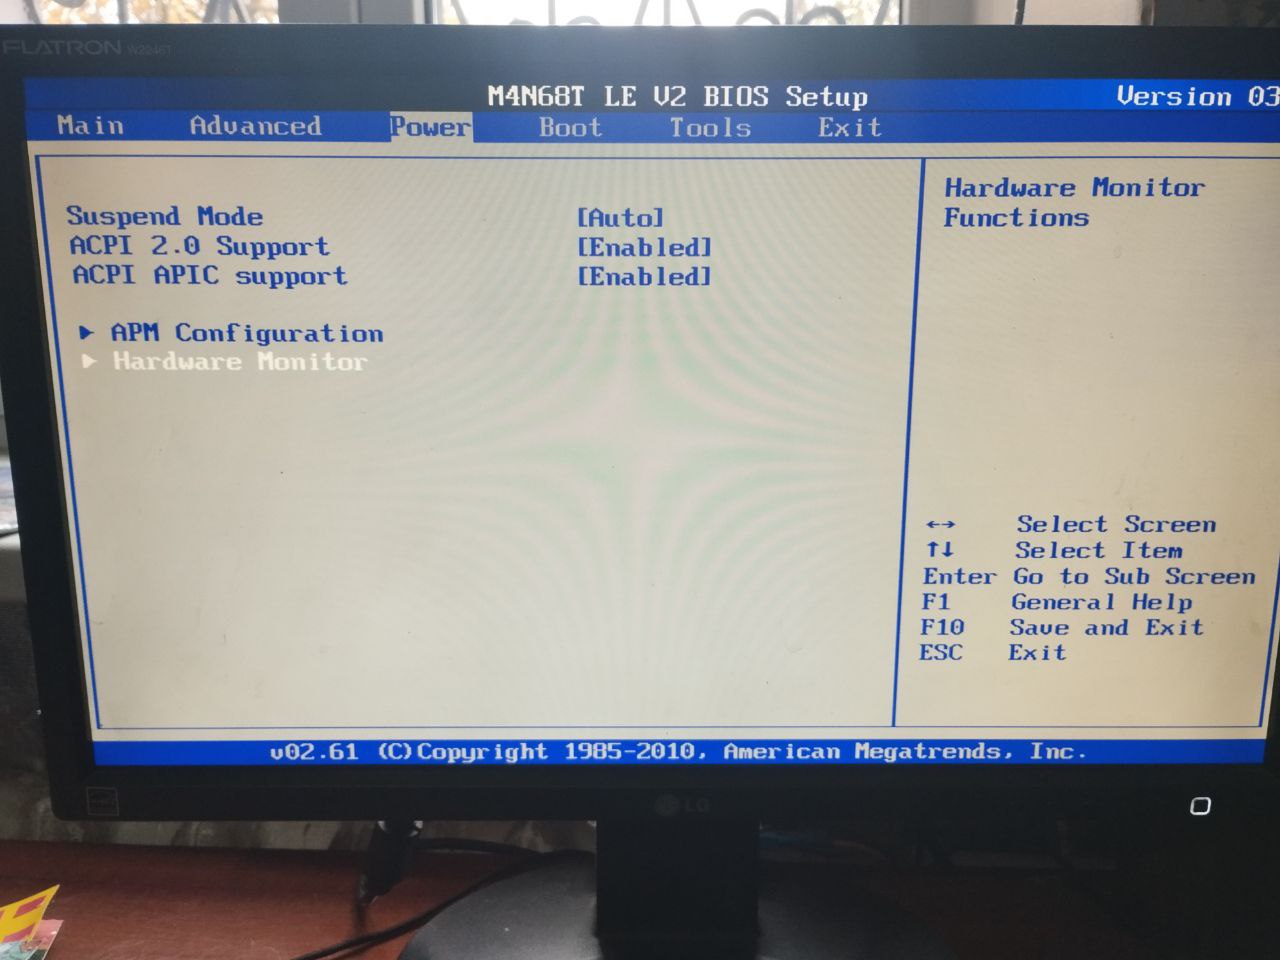 FLATRON W2246T
M4N68T LE V2 BIOS Setup Version 03
Main Advanced Power Boot Tools Exit
Suspend Mode [Auto]
ACPI 2.0 Support [Enabled]
ACPI APIC support [Enabled]
APM Configuration
Hardware Monitor
Hardware Monitor
Functions
↔ Select Screen
↑↓ Select Item
Enter Go to Sub Screen
F1 General Help
F10 Save and Exit
ESC Exit
v02.61 (C)Copyright 1985-2010, American Megatrends, Inc.
LG